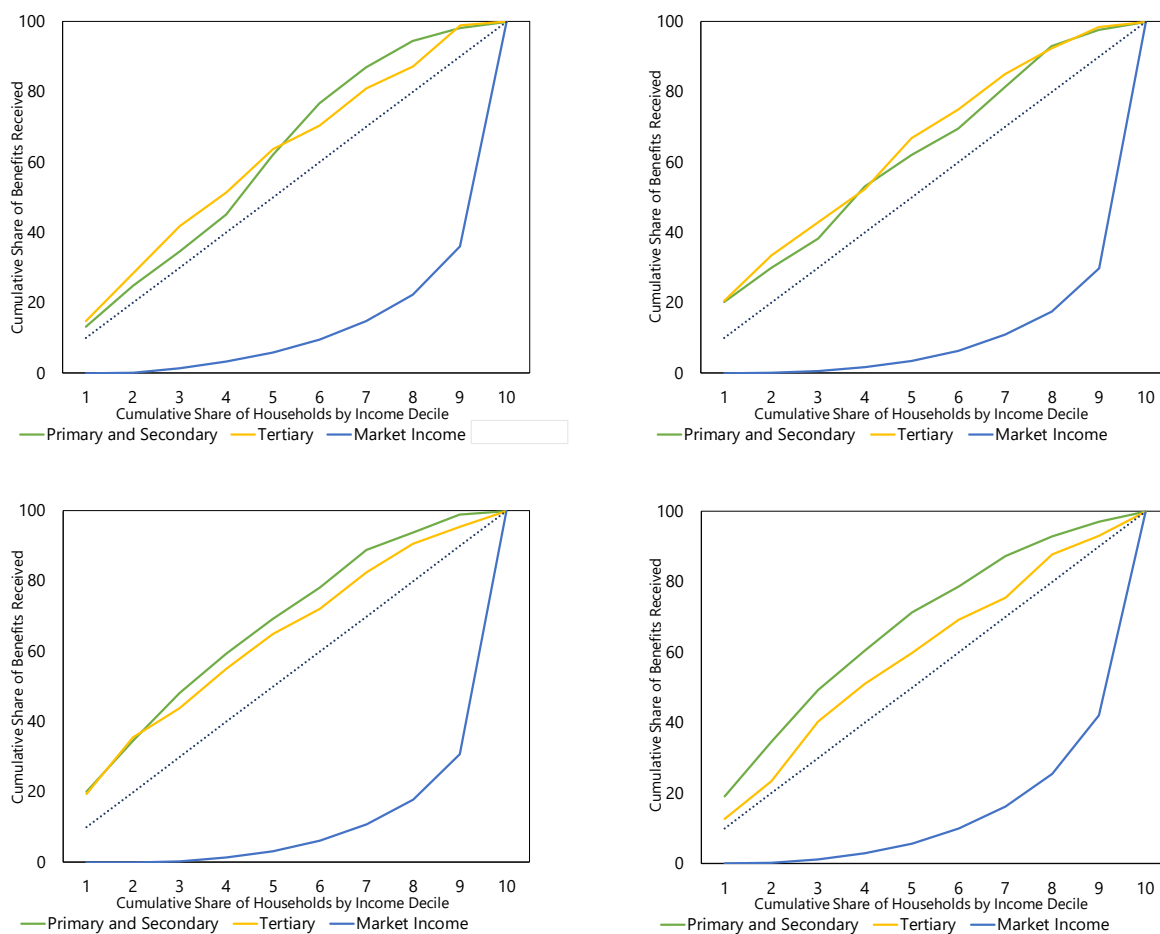 Cumulative Share of Benefits Received
100
80
60
40
20
0
1 2 3 4 5 6 7 8 9 10
Cumulative Share of Households by Income Decile
Primary and Secondary Tertiary Market Income
Cumulative Share of Benefits Received
100
80
60
40
20
0
1 2 3 4 5 6 7 8 9 10
Cumulative Share of Households by Income Decile
Primary and Secondary Tertiary Market Income
Cumulative Share of Benefits Received
100
80
60
40
20
0
1 2 3 4 5 6 7 8 9 10
Cumulative Share of Households by Income Decile
Primary and Secondary Tertiary Market Income
Cumulative Share of Benefits Received
100
80
60
40
20
0
1 2 3 4 5 6 7 8 9 10
Cumulative Share of Households by Income Decile
Primary and Secondary Tertiary Market Income